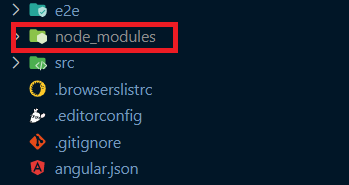 e2e
node_modules
src
.browserslistrc
.editorconfig
.gitignore
angular.json